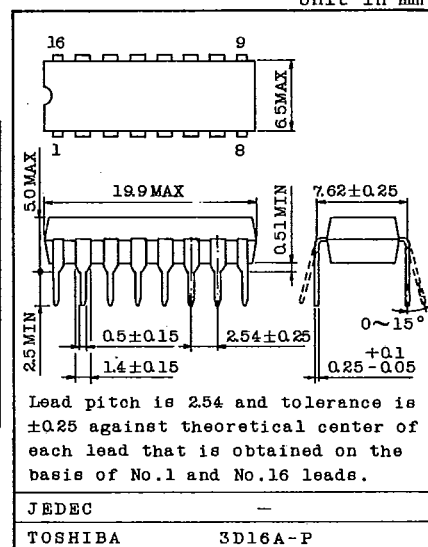 Unit in mm
16 9
6.5MAX
1 8
5.0MAX
19.9MAX
0.51MIN
7.62±0.25
2.5MIN
0.5±0.15
2.54±0.25
0~15°
1.4±0.15
+0.1
0.25-0.05
Lead pitch is 2.54 and tolerance is
±0.25 against theoretical center of
each lead that is obtained on the
basis of No.1 and No.16 leads.
JEDEC —
TOSHIBA 3D16A-P